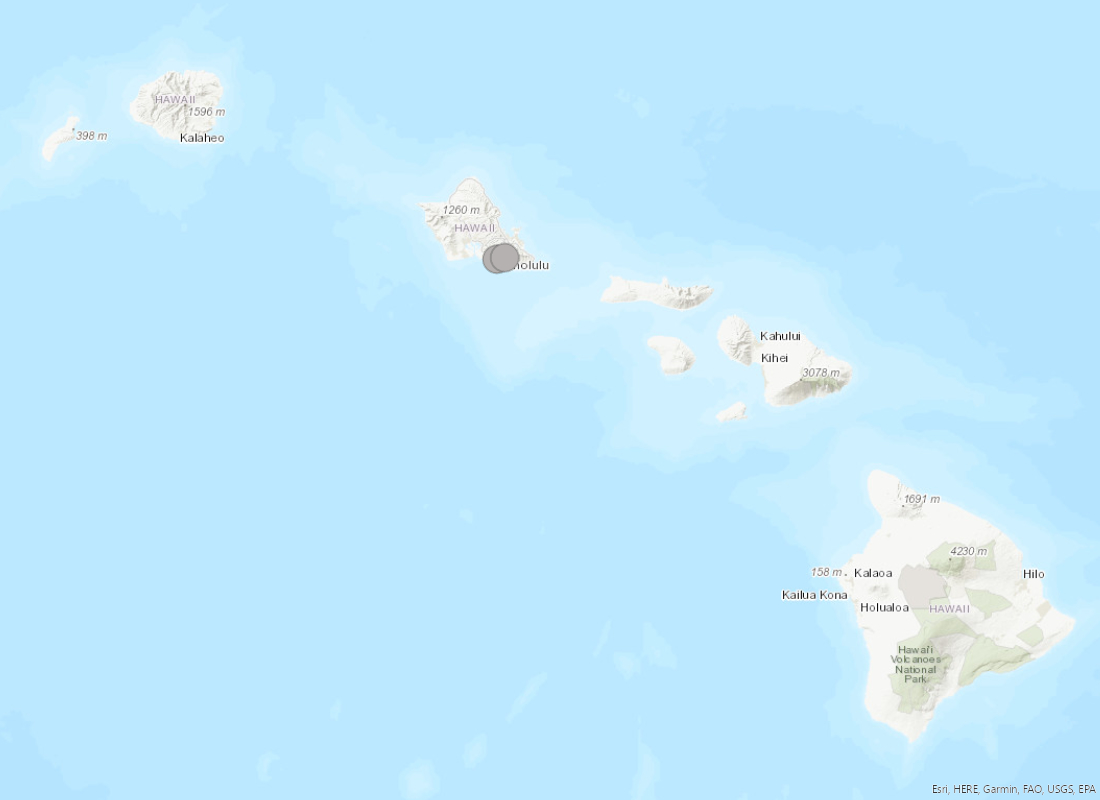 HAWAII
1596 m
398 m
Kalaheo
1260 m
HAWAII
nolulu
Kahului
Kihei
3078 m
1691 m
4230 m
158 m
Kalaoa
Hilo
Kailua Kona
Holualoa
HAWAII
Hawai'i
Volcanoes
National
Park
Esri, HERE, Garmin, FAO, USGS, EPA